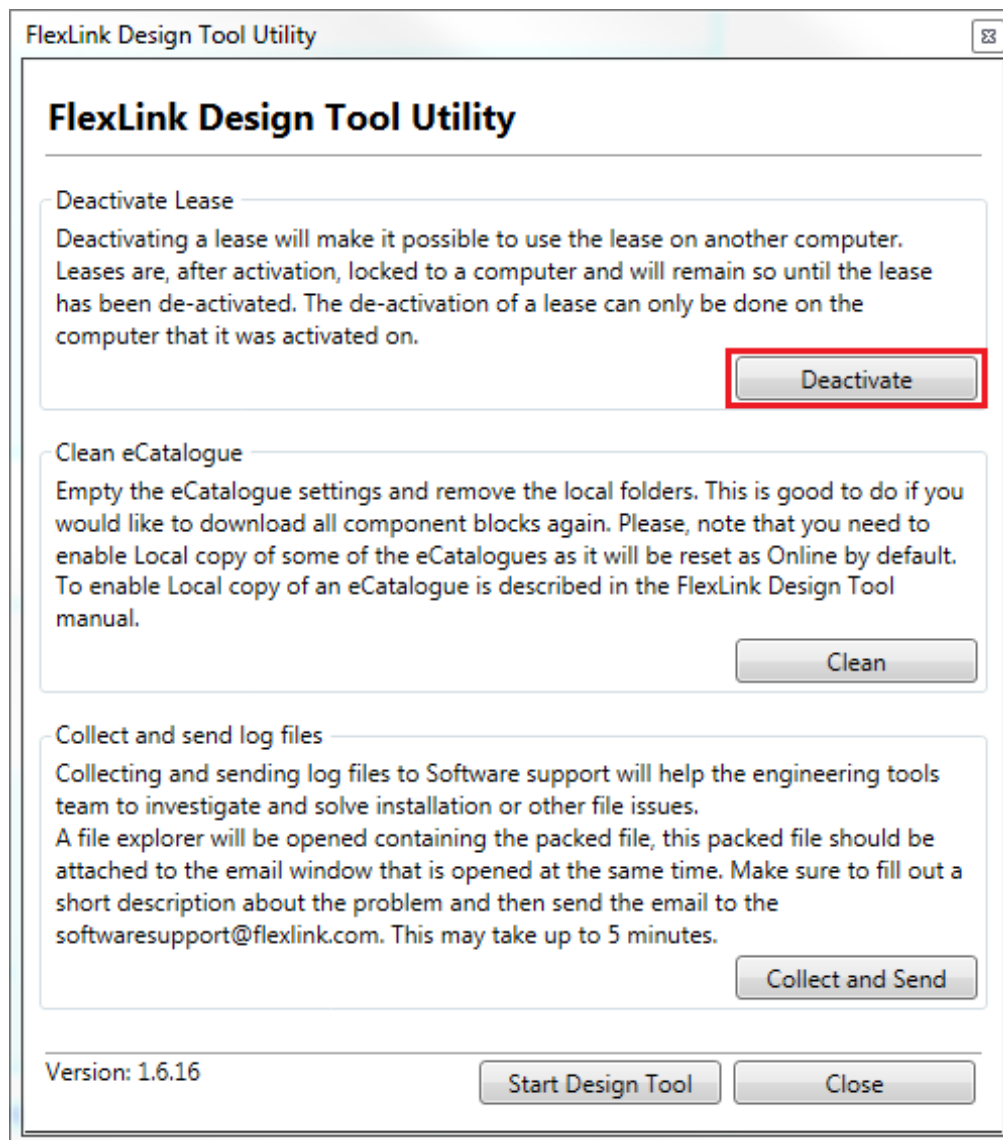 FlexLink Design Tool Utility
FlexLink Design Tool Utility
Deactivate Lease
Deactivating a lease will make it possible to use the lease on another computer.
Leases are, after activation, locked to a computer and will remain so until the lease
has been de-activated. The de-activation of a lease can only be done on the
computer that it was activated on.
Deactivate
Clean eCatalogue
Empty the eCatalogue settings and remove the local folders. This is good to do if you
would like to download all component blocks again. Please, note that you need to
enable Local copy of some of the eCatalogues as it will be reset as Online by default.
To enable Local copy of an eCatalogue is described in the FlexLink Design Tool
manual.
Clean
Collect and send log files
Collecting and sending log files to Software support will help the engineering tools
team to investigate and solve installation or other file issues.
A file explorer will be opened containing the packed file, this packed file should be
attached to the email window that is opened at the same time. Make sure to fill out a
short description about the problem and then send the email to the
softwaresupport@flexlink.com. This may take up to 5 minutes.
Collect and Send
Version: 1.6.16
Start Design Tool
Close